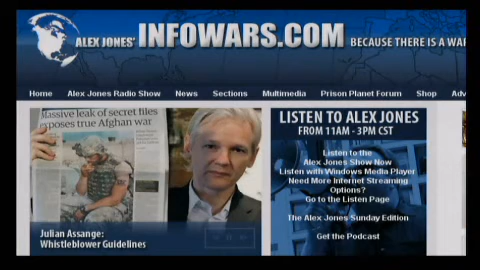 ALEX JONES' INFOWARS.COM BECAUSE THERE IS A WAR
Home Alex Jones Radio Show News Sections Multimedia Prison Planet Forum Shop Adv
Massive leak of secret files
exposes true Afghan war
Julian Assange:
Whistleblower Guidelines
LISTEN TO ALEX JONES
FROM 11AM - 3PM CST
Listen to the
Alex Jones Show Now
Listen with Windows Media Player
Need More Internet Streaming
Options?
Go to the Listen Page
The Alex Jones Sunday Edition
Get the Podcast